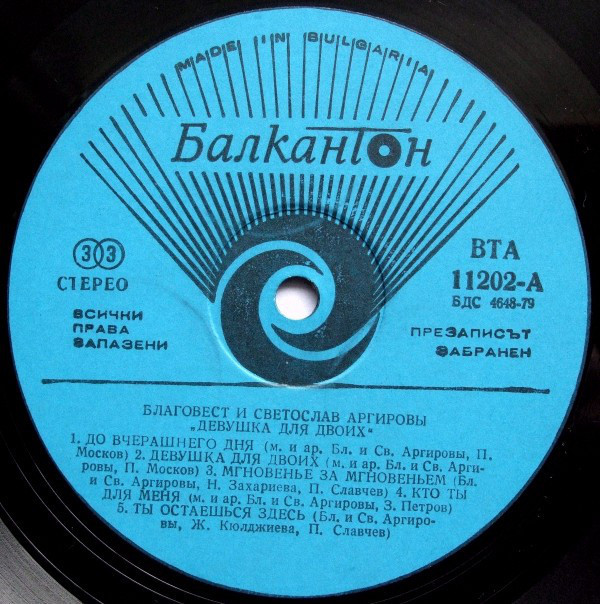 MADE IN BULGARIA
Балкантон
33
СТЕРЕО
ВТА
11202-А
БДС 4648-79
ВСИЧКИ
ПРАВА
ЗАПАЗЕНИ
ПРЕЗАПИСЪТ
ЗАБРАНЕН
БЛАГОВЕСТ И СВЕТОСЛАВ АРГИРОВЫ
„ДЕВУШКА ДЛЯ ДВОИХ“
1. ДО ВЧЕРАШНЕГО ДНЯ (м. и ар. Бл. и Св. Аргировы, П.
Москов) 2. ДЕВУШКА ДЛЯ ДВОИХ (м. и ар. Бл. и Св. Арги-
ровы, П. Москов) 3. МГНОВЕНЬЕ ЗА МГНОВЕНЬЕМ (Бл.
и Св. Аргировы, Н. Захариева, П. Славчев) 4. КТО ТЫ
ДЛЯ МЕНЯ (м. и ар. Бл. и Св. Аргировы, З. Петров)
5. ТЫ ОСТАЕШЬСЯ ЗДЕСЬ (Бл. и Св. Аргиро-
вы, Ж. Кюлджиева, П. Славчев)